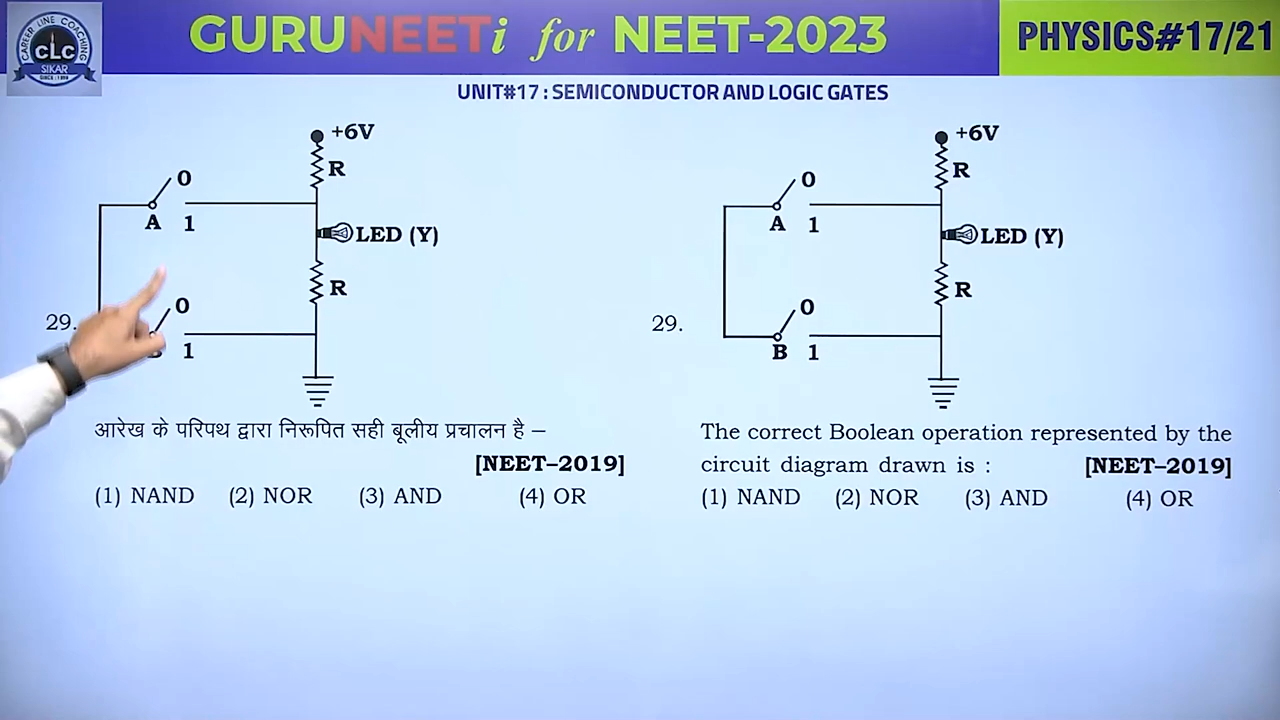 CAREER LINE COACHING
CLC
SIKAR
SINCE : 1996
GURUNEETi for NEET-2023
PHYSICS#17/21
UNIT#17 : SEMICONDUCTOR AND LOGIC GATES
+6V
R
0
A 1
LED (Y)
R
0
29.
1
आरेख के परिपथ द्वारा निरूपित सही बूलीय प्रचालन है –
[NEET–2019]
(1) NAND (2) NOR (3) AND (4) OR
+6V
R
0
A 1
LED (Y)
R
0
29.
B 1
The correct Boolean operation represented by the
circuit diagram drawn is : [NEET–2019]
(1) NAND (2) NOR (3) AND (4) OR